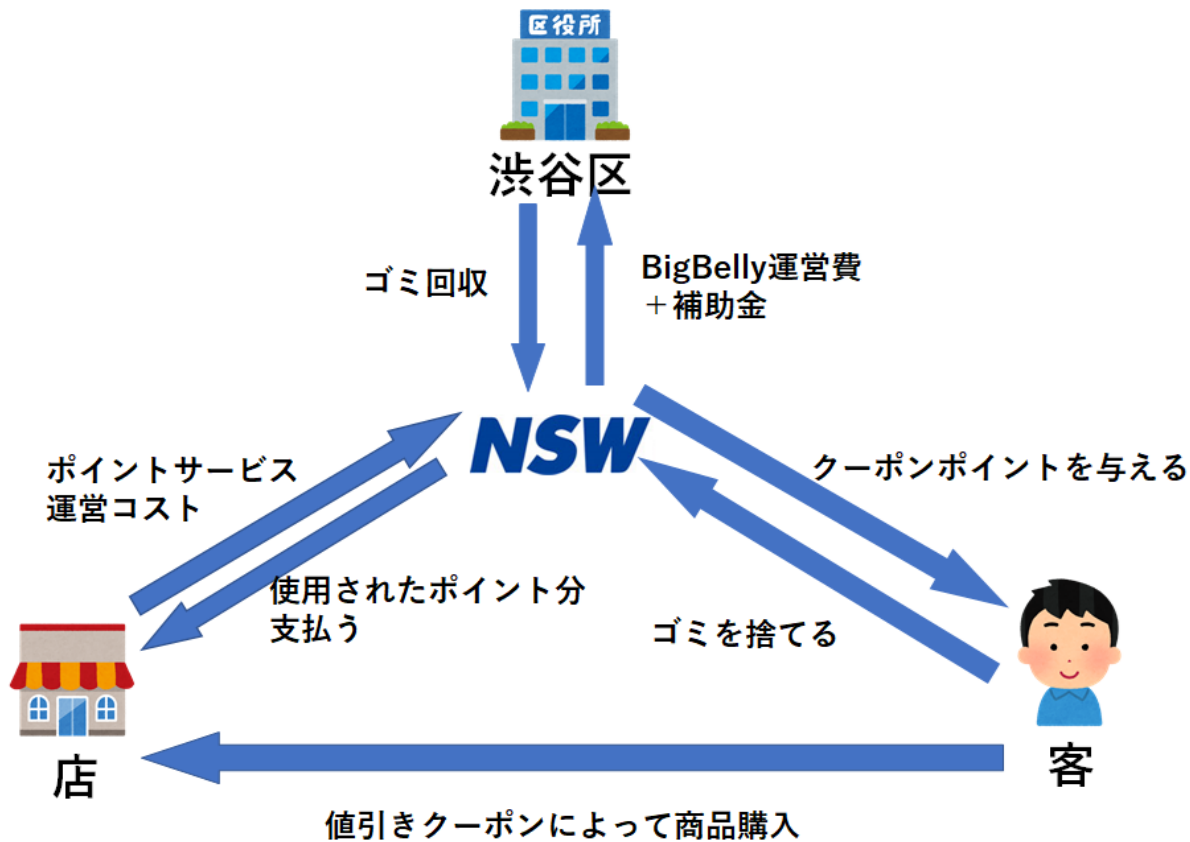 区役所
渋谷区
ゴミ回収
BigBelly運営費
＋補助金
NSW
ポイントサービス
運営コスト
クーポンポイントを与える
使用されたポイント分
支払う
ゴミを捨てる
店
客
値引きクーポンによって商品購入